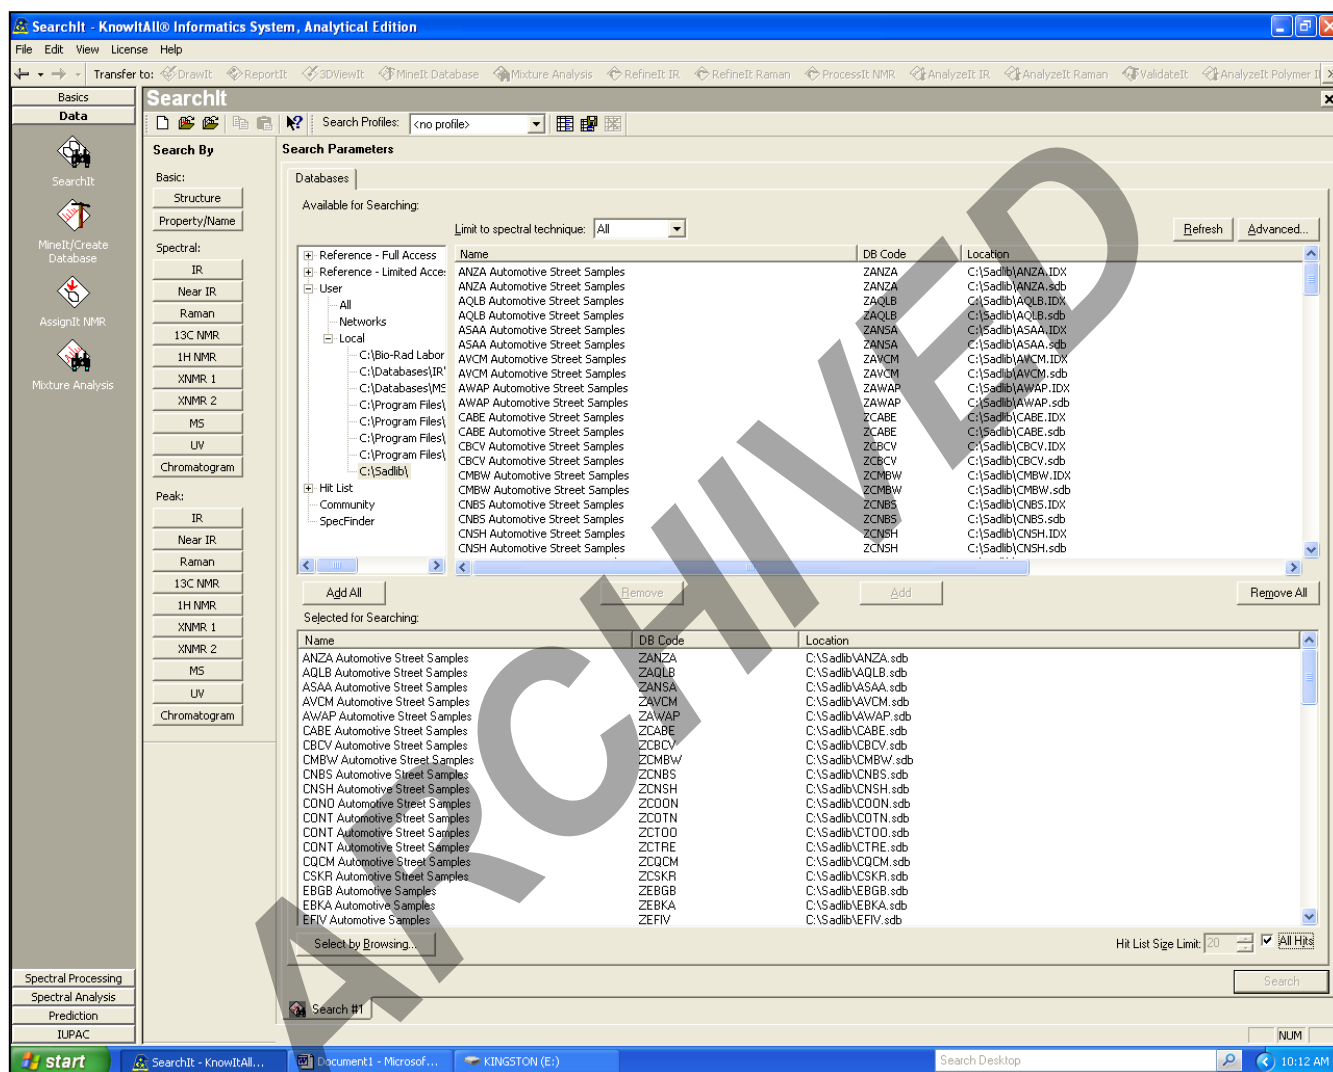 SearchIt - KnowItAll® Informatics System, Analytical Edition
File Edit View License Help
Transfer to: DrawIt ReportIt 3DViewIt MineIt Database Mixture Analysis RefineIt IR RefineIt Raman ProcessIt NMR AnalyzeIt IR AnalyzeIt Raman ValidateIt AnalyzeIt Polymer I
Basics
Data
SearchIt
MineIt/Create
Database
AssignIt NMR
Mixture Analysis
Spectral Processing
Spectral Analysis
Prediction
IUPAC
SearchIt
Search Profiles: <no profile>
Search By
Basic:
Structure
Property/Name
Spectral:
IR
Near IR
Raman
13C NMR
1H NMR
XNMR 1
XNMR 2
MS
UV
Chromatogram
Peak:
IR
Near IR
Raman
13C NMR
1H NMR
XNMR 1
XNMR 2
MS
UV
Chromatogram
Search Parameters
Databases
Available for Searching:
Limit to spectral technique: All Refresh Advanced...
Reference - Full Access
Reference - Limited Acce
User
All
Networks
Local
C:\Bio-Rad Labor
C:\Databases\IR
C:\Databases\MS
C:\Program Files\
C:\Program Files\
C:\Program Files\
C:\Program Files\
C:\Sadlib\
Hit List
Community
SpecFinder
Name DB Code Location
ANZA Automotive Street Samples ZANZA C:\Sadlib\ANZA.IDX
ANZA Automotive Street Samples ZANZA C:\Sadlib\ANZA.sdb
AQLB Automotive Street Samples ZAQLB C:\Sadlib\AQLB.IDX
AQLB Automotive Street Samples ZAQLB C:\Sadlib\AQLB.sdb
ASAA Automotive Street Samples ZANSA C:\Sadlib\ASAA.IDX
ASAA Automotive Street Samples ZANSA C:\Sadlib\ASAA.sdb
AVCM Automotive Street Samples ZAVCM C:\Sadlib\AVCM.IDX
AVCM Automotive Street Samples ZAVCM C:\Sadlib\AVCM.sdb
AWAP Automotive Street Samples ZAWAP C:\Sadlib\AWAP.IDX
AWAP Automotive Street Samples ZAWAP C:\Sadlib\AWAP.sdb
CABE Automotive Street Samples ZCABE C:\Sadlib\CABE.IDX
CABE Automotive Street Samples ZCABE C:\Sadlib\CABE.sdb
CBCV Automotive Street Samples ZCBCV C:\Sadlib\CBCV.IDX
CBCV Automotive Street Samples ZCBCV C:\Sadlib\CBCV.sdb
CMBW Automotive Street Samples ZCMBW C:\Sadlib\CMBW.IDX
CMBW Automotive Street Samples ZCMBW C:\Sadlib\CMBW.sdb
CNBS Automotive Street Samples ZCNBS C:\Sadlib\CNBS.IDX
CNBS Automotive Street Samples ZCNBS C:\Sadlib\CNBS.sdb
CNSH Automotive Street Samples ZCNSH C:\Sadlib\CNSH.IDX
CNSH Automotive Street Samples ZCNSH C:\Sadlib\CNSH.sdb
Add All Remove Add Remove All
Selected for Searching:
Name DB Code Location
ANZA Automotive Street Samples ZANZA C:\Sadlib\ANZA.sdb
AQLB Automotive Street Samples ZAQLB C:\Sadlib\AQLB.sdb
ASAA Automotive Street Samples ZANSA C:\Sadlib\ASAA.sdb
AVCM Automotive Street Samples ZAVCM C:\Sadlib\AVCM.sdb
AWAP Automotive Street Samples ZAWAP C:\Sadlib\AWAP.sdb
CABE Automotive Street Samples ZCABE C:\Sadlib\CABE.sdb
CBCV Automotive Street Samples ZCBCV C:\Sadlib\CBCV.sdb
CMBW Automotive Street Samples ZCMBW C:\Sadlib\CMBW.sdb
CNBS Automotive Street Samples ZCNBS C:\Sadlib\CNBS.sdb
CNSH Automotive Street Samples ZCNSH C:\Sadlib\CNSH.sdb
CONO Automotive Street Samples ZCOON C:\Sadlib\COON.sdb
CONT Automotive Street Samples ZCOTN C:\Sadlib\COTN.sdb
CONT Automotive Street Samples ZCTOO C:\Sadlib\CTOO.sdb
CONT Automotive Street Samples ZCTRE C:\Sadlib\CTRE.sdb
CQCM Automotive Street Samples ZCQCM C:\Sadlib\CQCM.sdb
CSKR Automotive Street Samples ZCSKR C:\Sadlib\CSKR.sdb
EBGB Automotive Samples ZEBGB C:\Sadlib\EBGB.sdb
EBKA Automotive Samples ZEBKA C:\Sadlib\EBKA.sdb
EFIV Automotive Samples ZEFIV C:\Sadlib\EFIV.sdb
Select by Browsing... Hit List Size Limit: 20 All Hits
Search
Search #1
NUM
start SearchIt - KnowItAll... Document1 - Microsof... KINGSTON (E:) Search Desktop 10:12 AM
ARCHIVED